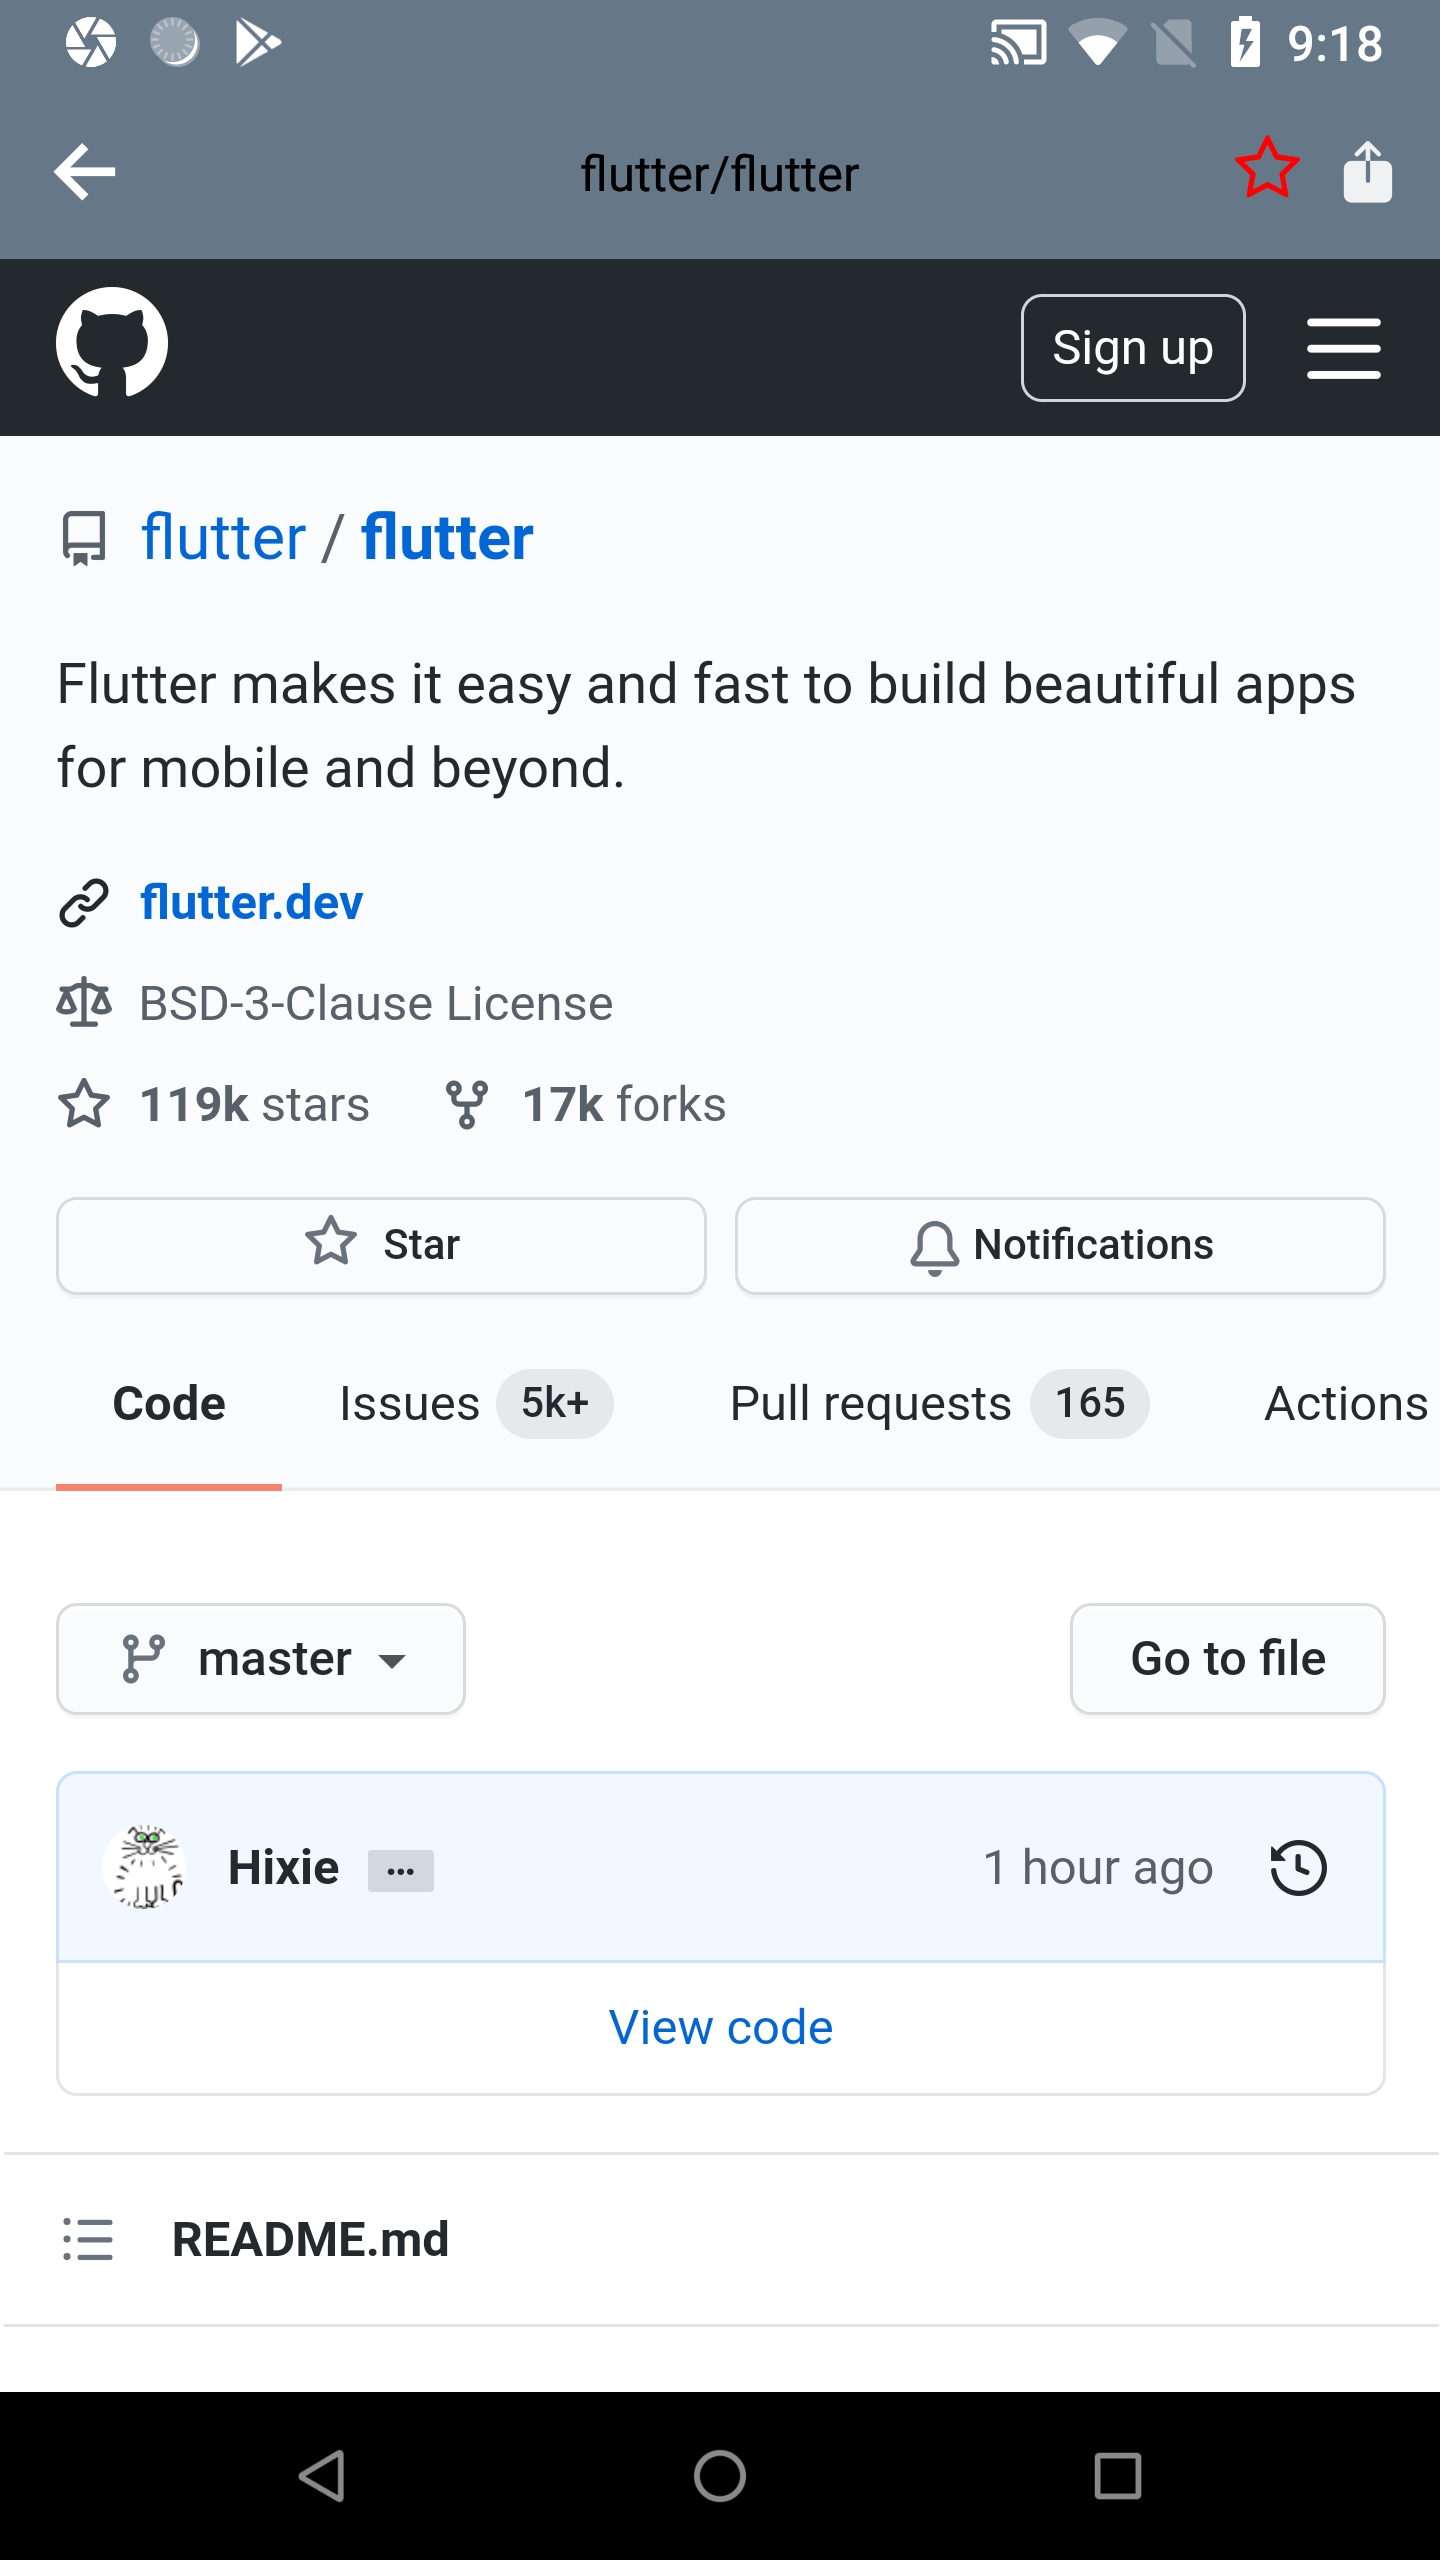 9:18
flutter/flutter
Sign up
flutter / flutter
Flutter makes it easy and fast to build beautiful apps
for mobile and beyond.
flutter.dev
BSD-3-Clause License
119k stars 17k forks
Star Notifications
Code Issues 5k+ Pull requests 165 Actions
master Go to file
Hixie ... 1 hour ago
View code
README.md